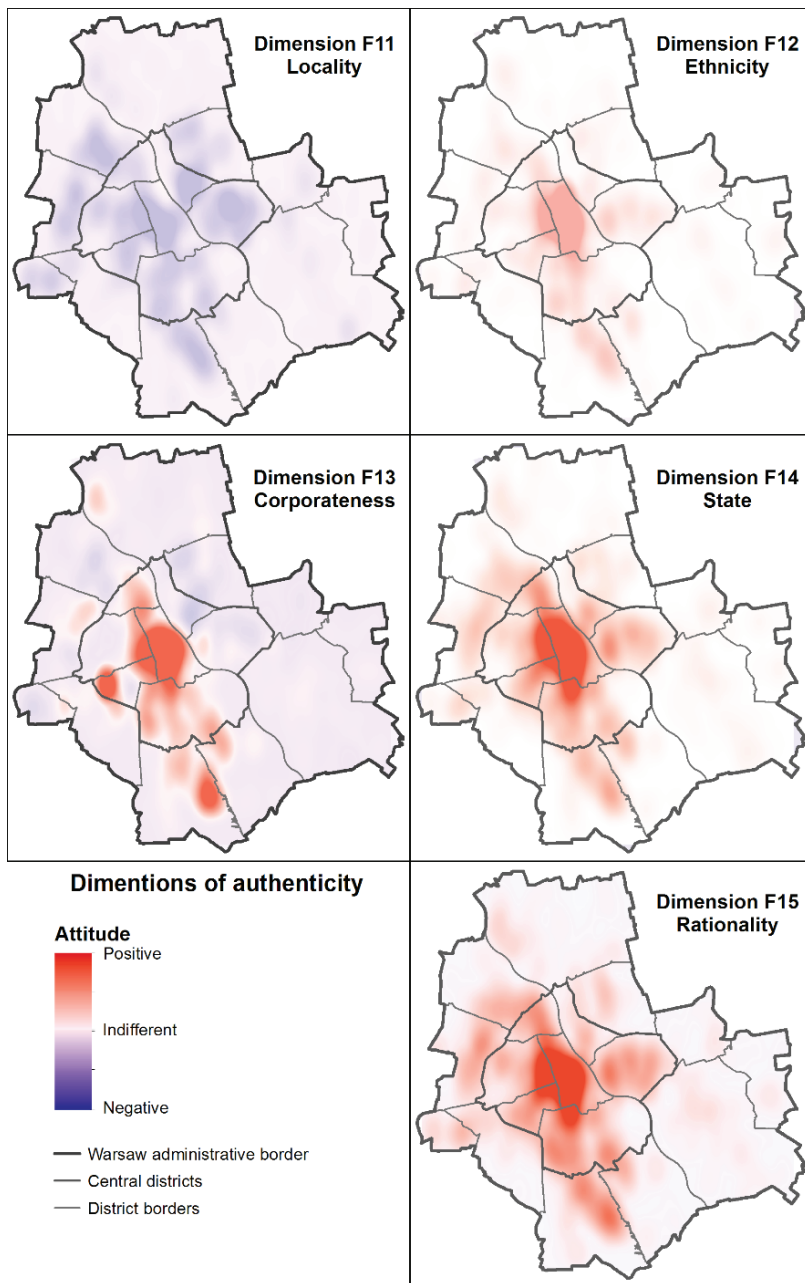 Dimension F11
Locality
Dimension F12
Ethnicity
Dimension F13
Corporateness
Dimension F14
State
Dimentions of authenticity
Attitude
Positive
Indifferent
Negative
Warsaw administrative border
Central districts
District borders
Dimension F15
Rationality